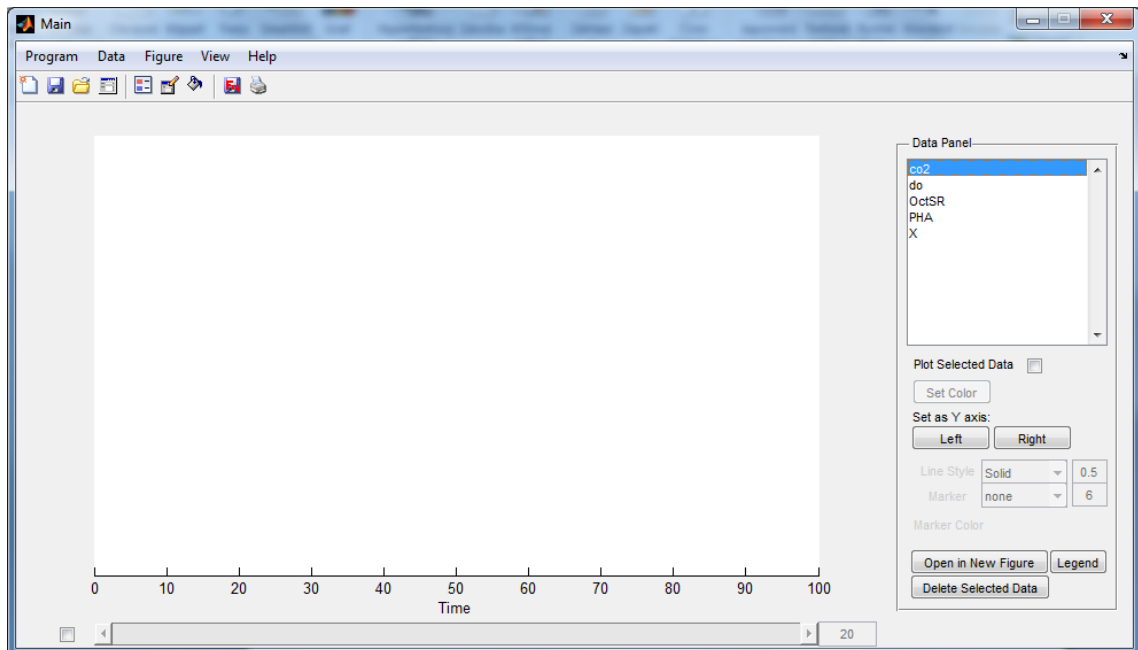 Main
Program Data Figure View Help
Data Panel
co2
do
OctSR
PHA
X
Plot Selected Data
Set Color
Set as Y axis:
Left Right
Line Style Solid 0.5
Marker none 6
Marker Color
Open in New Figure Legend
Delete Selected Data
0 10 20 30 40 50 60 70 80 90 100
Time
20